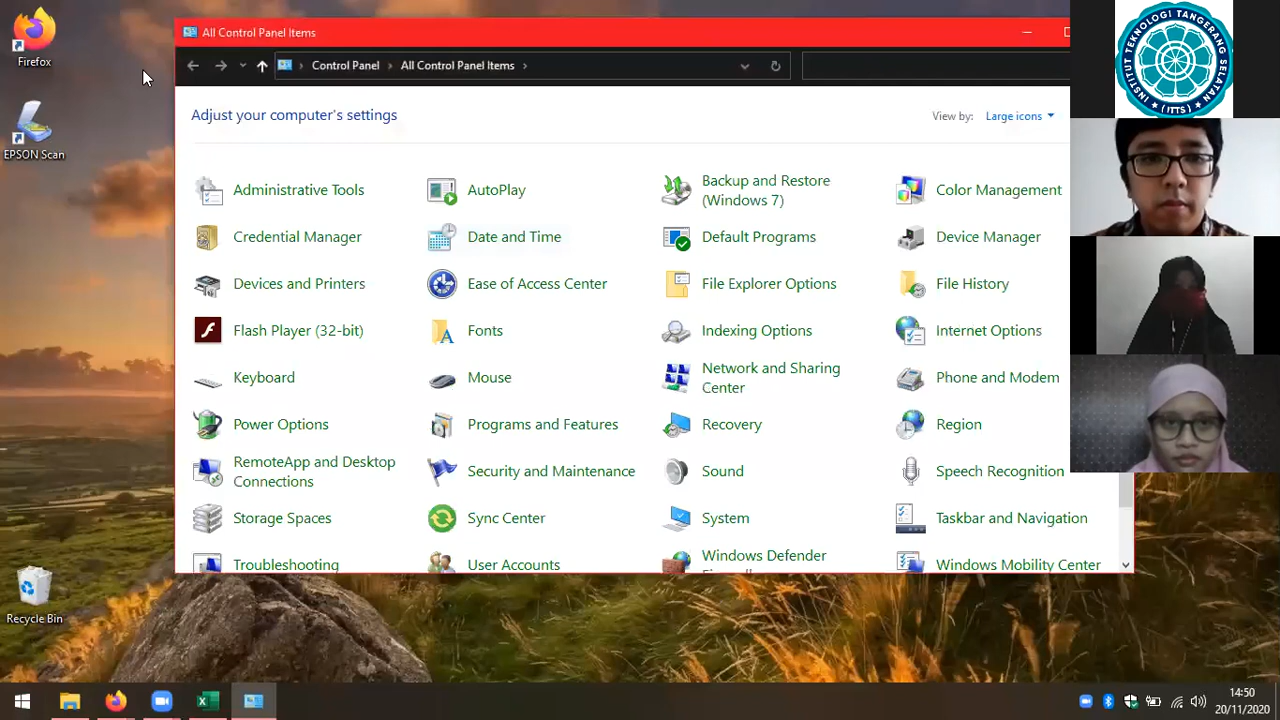 All Control Panel Items
Firefox
Control Panel
All Control Panel Items
Adjust your computer's settings
View by:
Large icons
EPSON Scan
Administrative Tools
AutoPlay
Backup and Restore
(Windows 7)
Color Management
Credential Manager
Date and Time
Default Programs
Device Manager
Devices and Printers
Ease of Access Center
File Explorer Options
File History
Flash Player (32-bit)
Fonts
Indexing Options
Internet Options
Keyboard
Mouse
Network and Sharing
Center
Phone and Modem
Power Options
Programs and Features
Recovery
Region
RemoteApp and Desktop
Connections
Security and Maintenance
Sound
Speech Recognition
Storage Spaces
Sync Center
System
Taskbar and Navigation
Troubleshooting
User Accounts
Windows Defender
Windows Mobility Center
Recycle Bin
14:50
20/11/2020
INSTITUT TEKNOLOGI TANGERANG SELATAN
(ITTS)